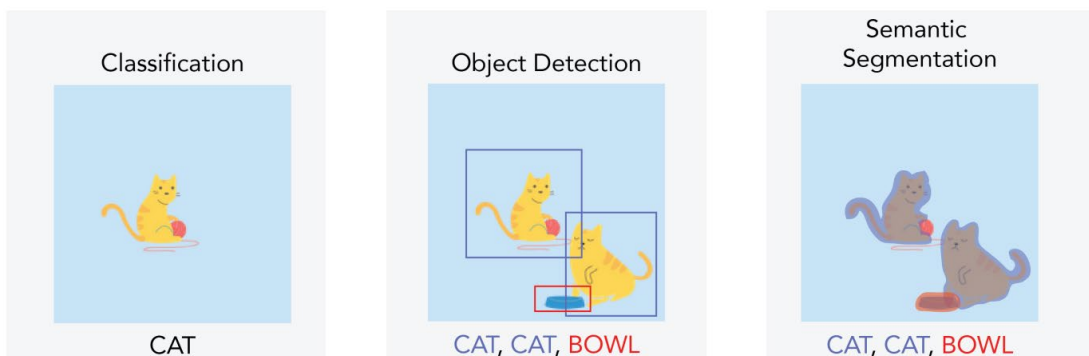 Classification
CAT
Object Detection
CAT, CAT, BOWL
Semantic
Segmentation
CAT, CAT, BOWL